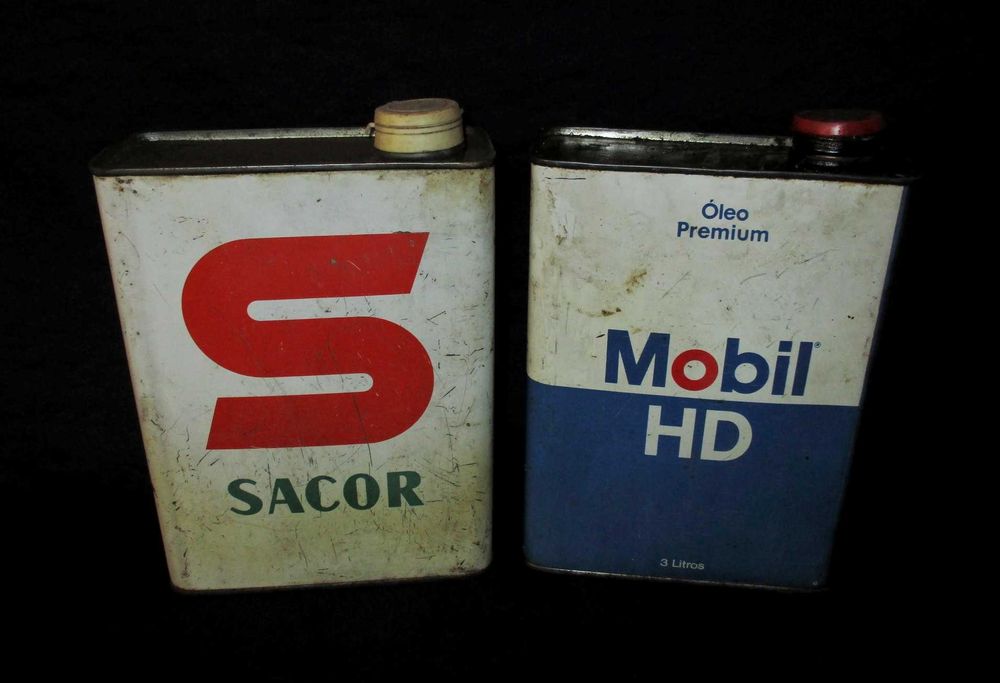 S
SACOR
Óleo
Premium
Mobil®
HD
3 Litros